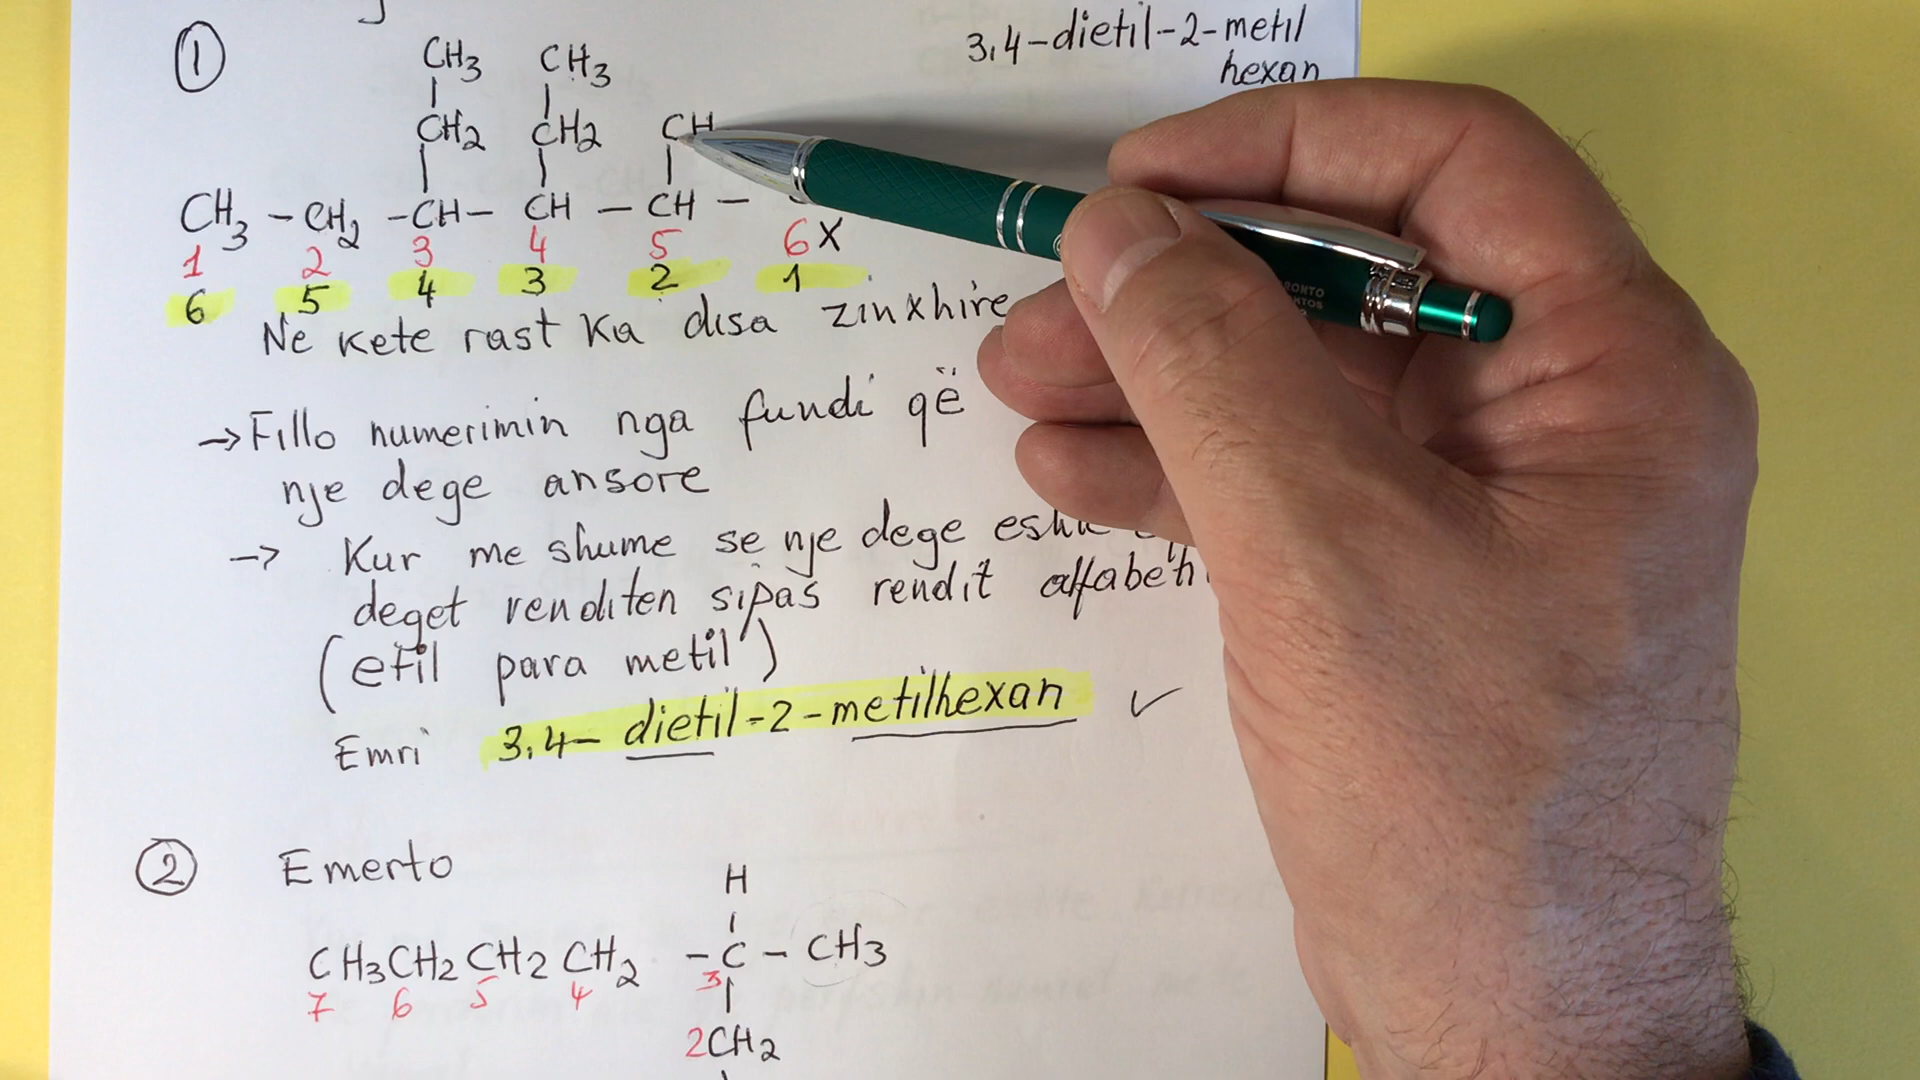 3,4-dietil-2-metil
hexan
1
CH3 CH3
CH2 CH2 CH
CH3 - CH2 - CH - CH - CH -
1 2 3 4 5 6X
6 5 4 3 2 1
Ne kete rast ka disa zinxhire
→ Fillo numerimin nga fundi që
nje dege ansore
→ Kur me shume se nje dege
deget renditen sipas rendit
(etil para metil)
Emri 3,4-dietil-2-metilhexan ✓
2 Emerto
H
CH3CH2CH2CH2 - C - CH3
7 6 5 4 3
2CH2